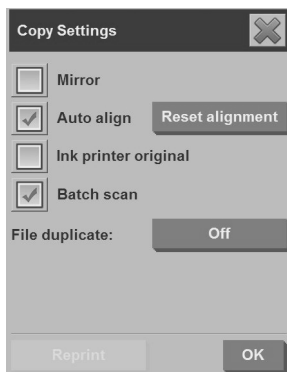 Copy Settings
Mirror
Auto align Reset alignment
Ink printer original
Batch scan
File duplicate: Off
Reprint OK